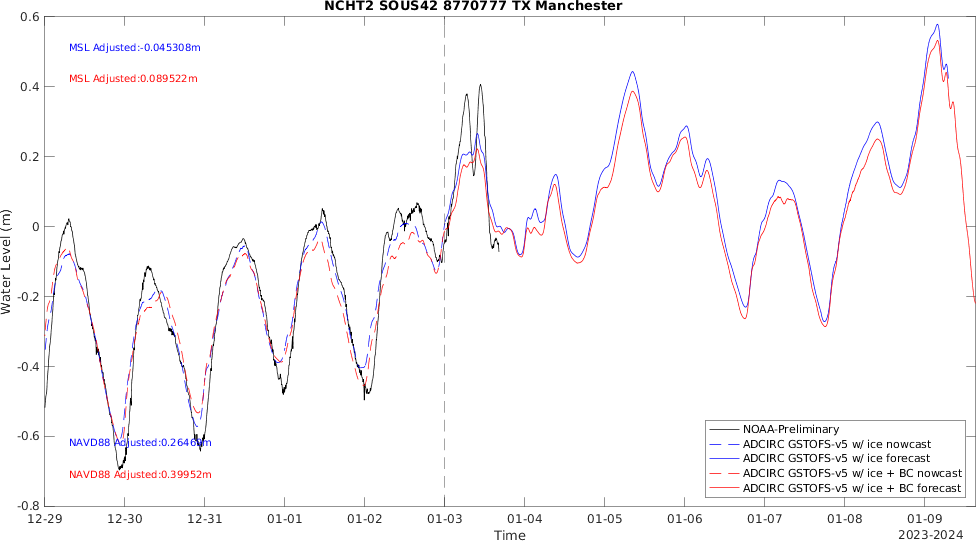 NCHT2 SOUS42 8770777 TX Manchester
0.6
MSL Adjusted:-0.045308m
MSL Adjusted:0.089522m
0.4
0.2
0
-0.2
-0.4
-0.6
-0.8
Water Level (m)
NAVD88 Adjusted:0.2646
NAVD88 Adjusted:0.39952m
NOAA-Preliminary
ADCIRC GSTOFS-v5 w/ ice nowcast
ADCIRC GSTOFS-v5 w/ ice forecast
ADCIRC GSTOFS-v5 w/ ice + BC nowcast
ADCIRC GSTOFS-v5 w/ ice + BC forecast
12-29 12-30 12-31 01-01 01-02 01-03 01-04 01-05 01-06 01-07 01-08 01-09
Time
2023-2024